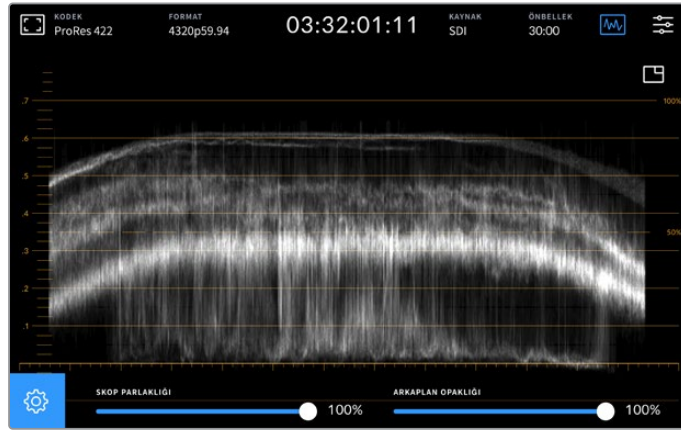 KODEK
ProRes 422
FORMAT
4320p59.94
03:32:01:11
KAYNAK
SDI
ÖNBELLEK
30:00
.7
100%
.6
.5
.4
50%
.3
.2
.1
SKOP PARLAKLIĞI
100%
ARKAPLAN OPAKLIĞI
100%